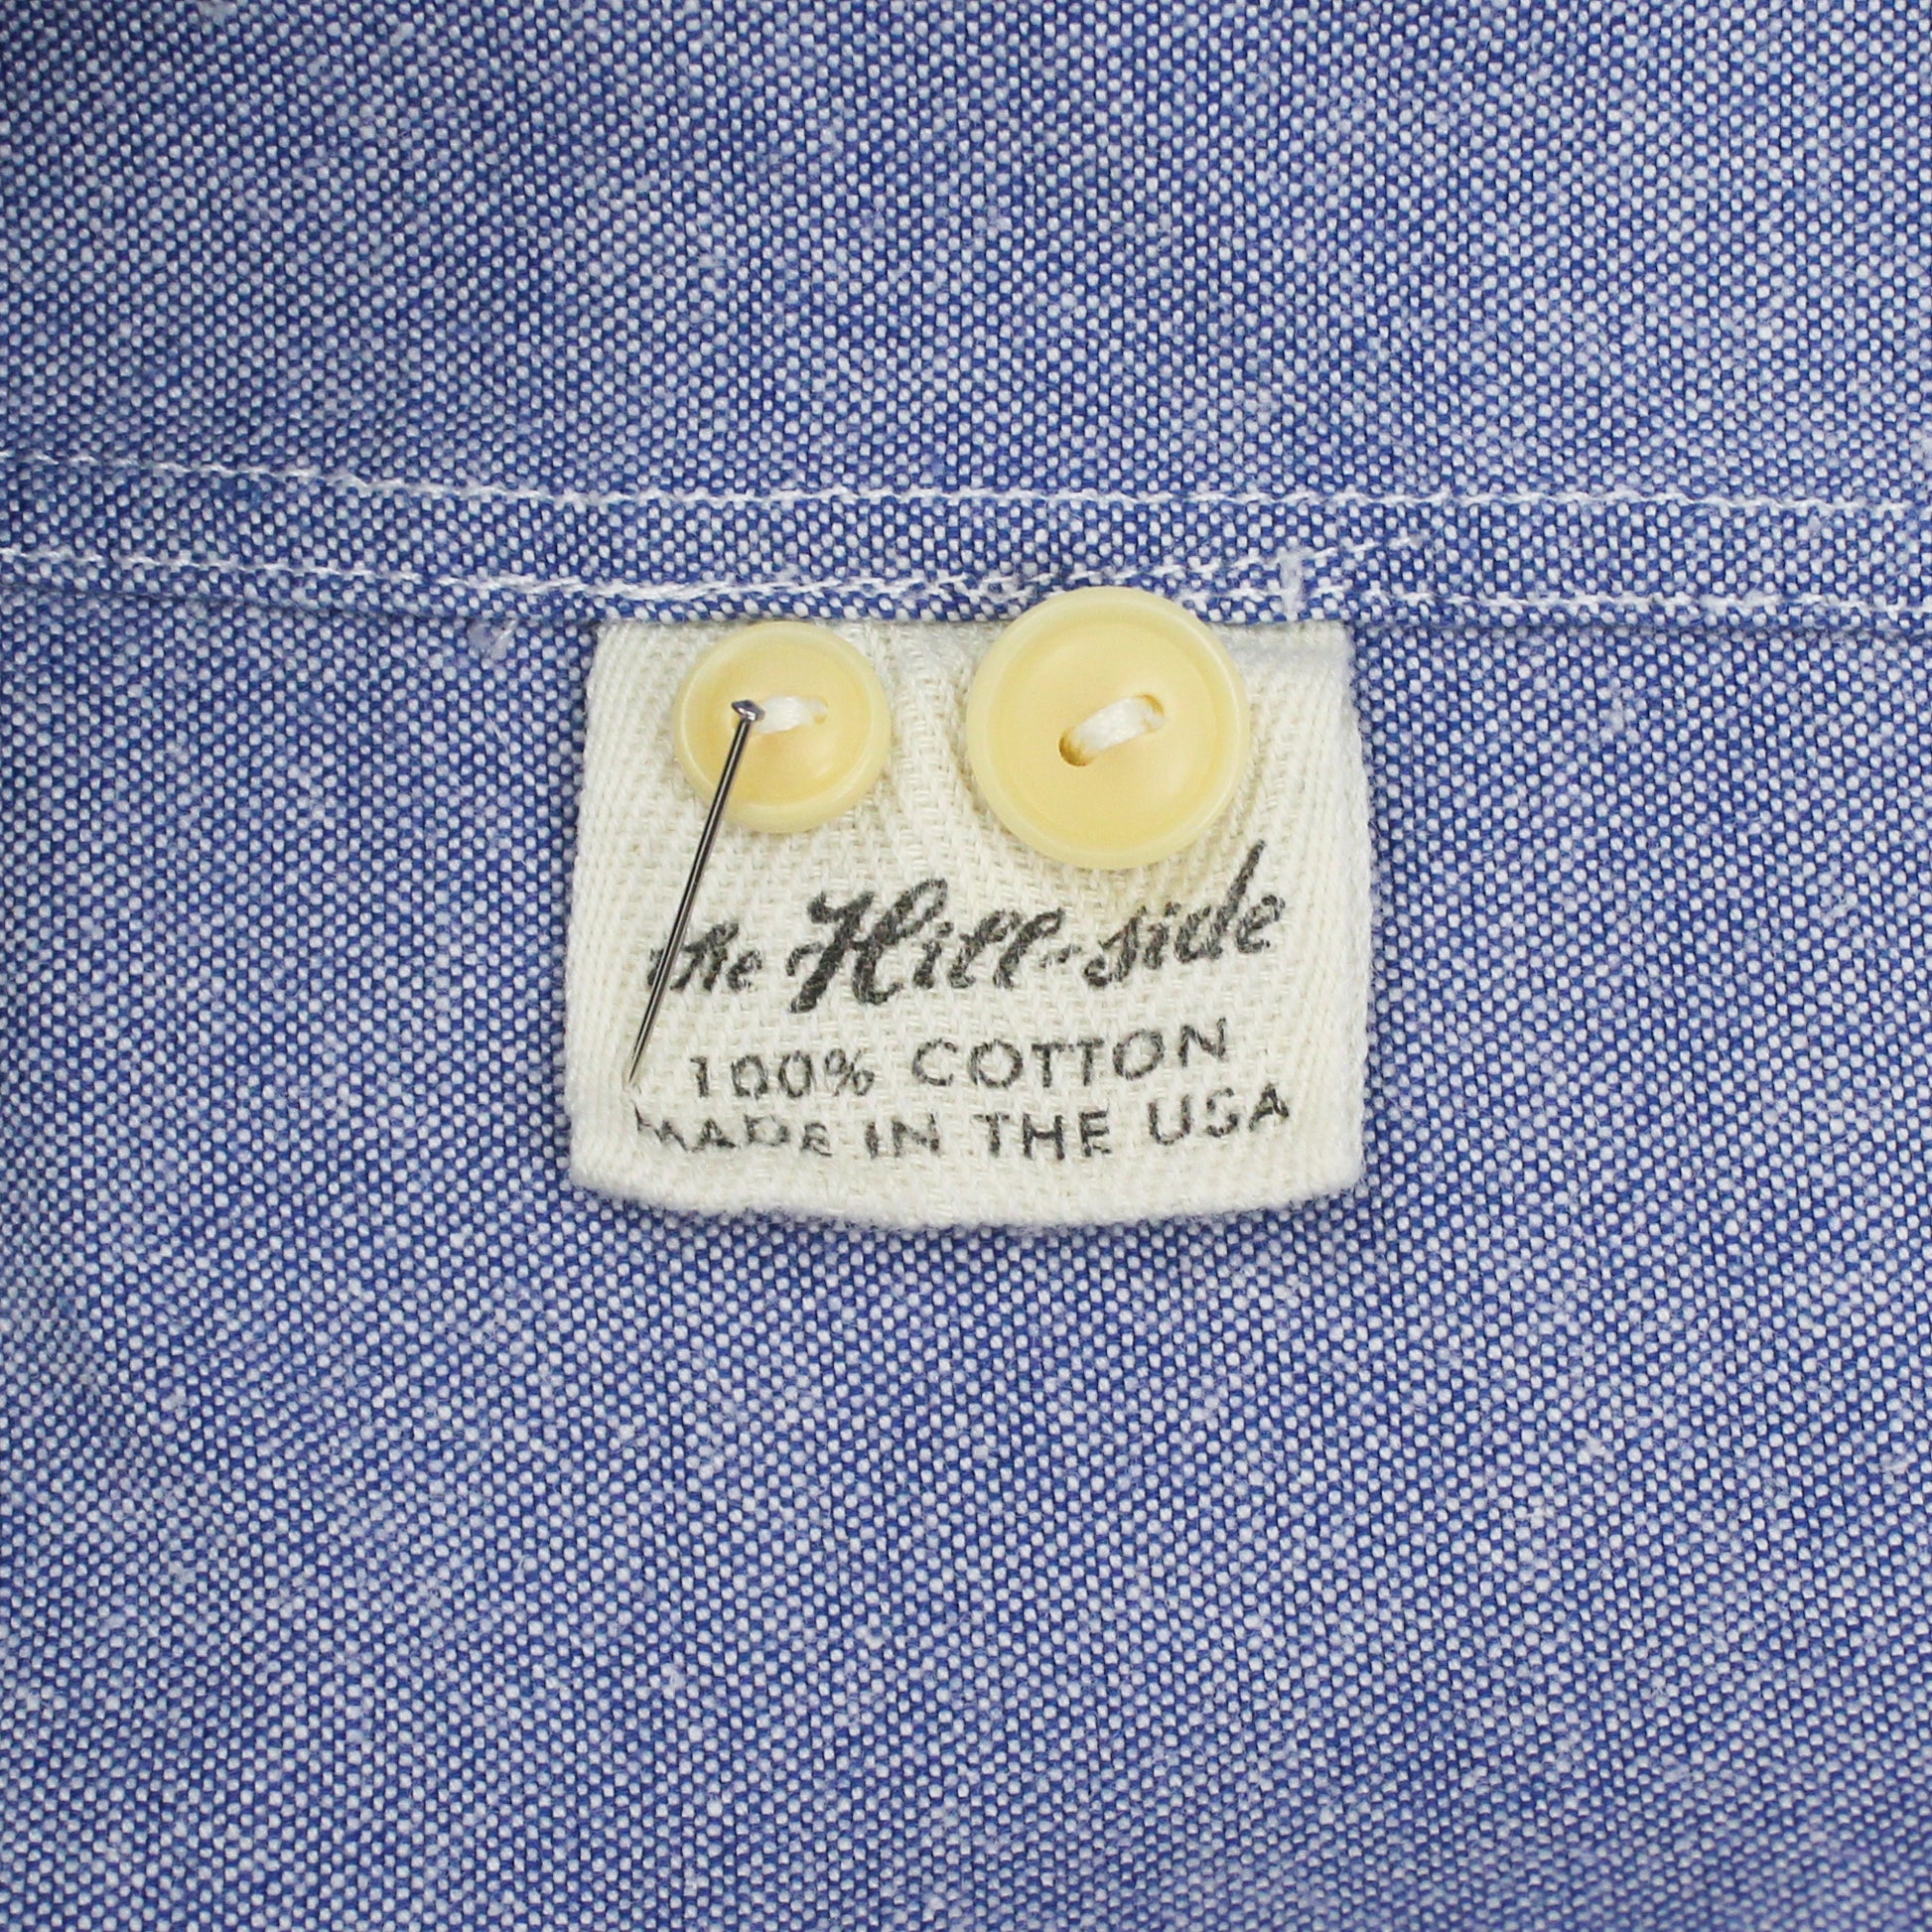 the Hill-side
100% COTTON
MADE IN THE USA